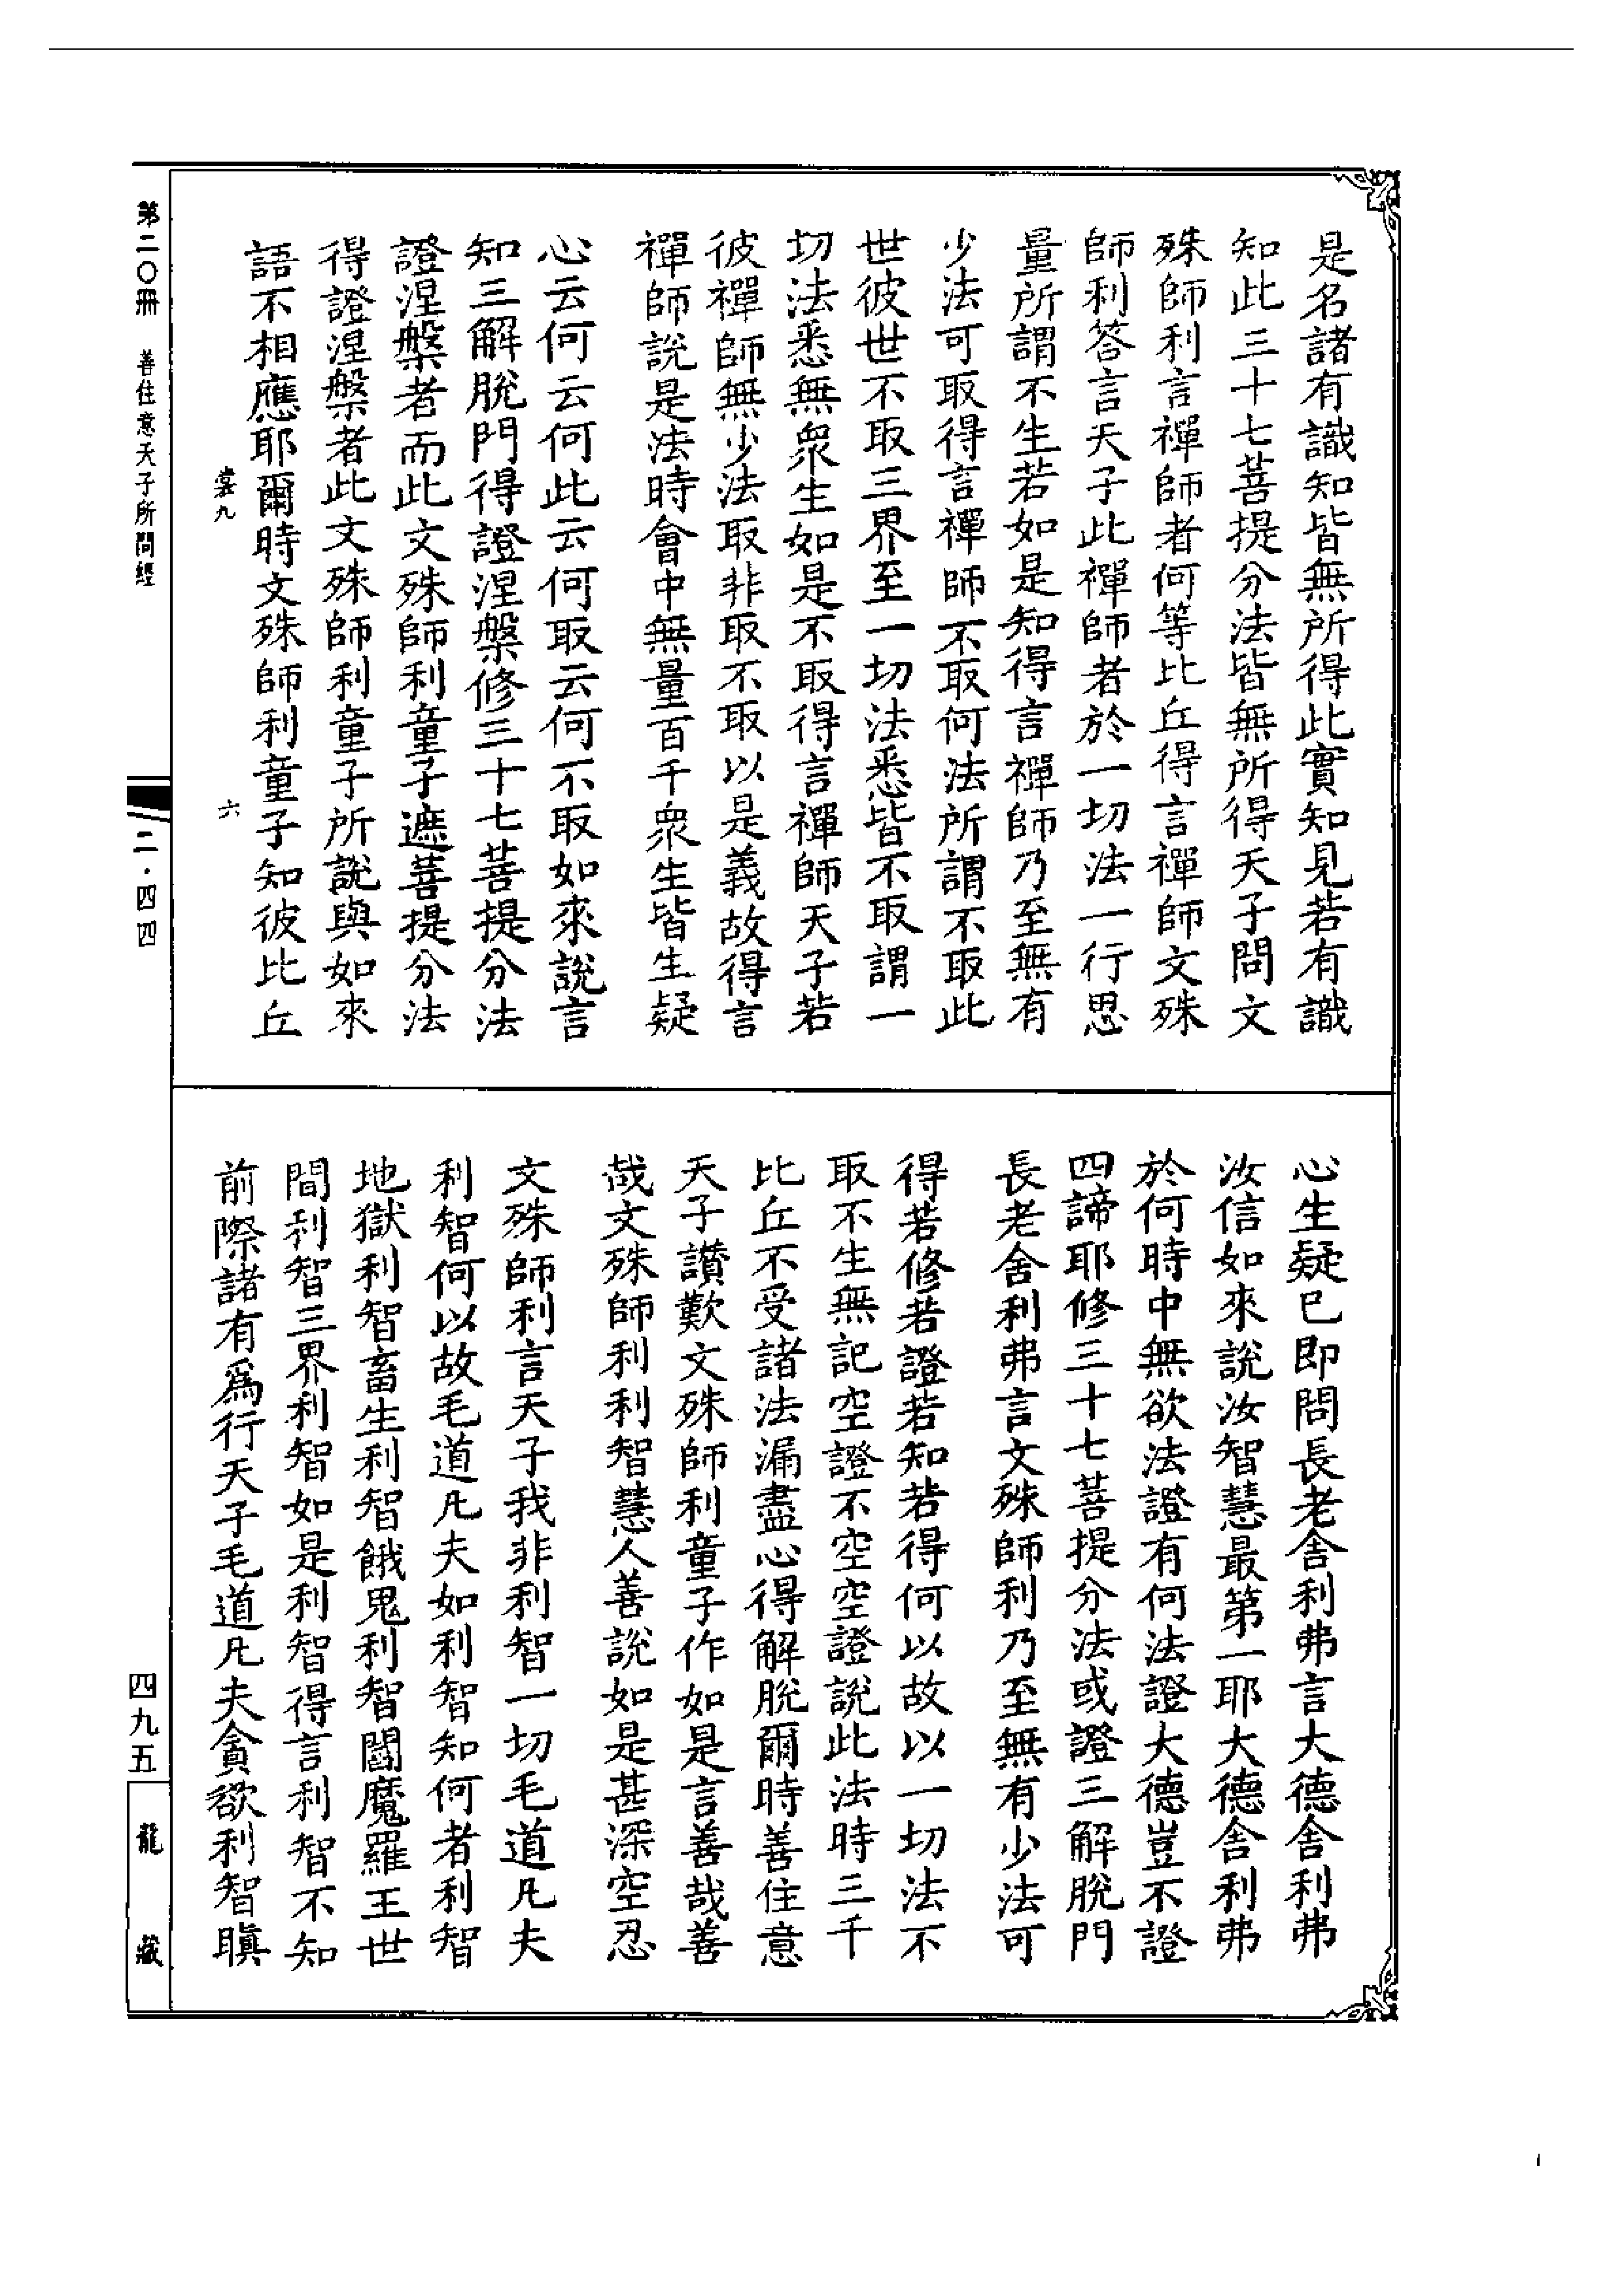 是名諸有識知皆無所得此實知見若有識
知此三十七菩提分法皆無所得天子問文
殊師利言禪師者何等比丘得言禪師文殊
師利答言天子此禪師者於一切法一行思
量所謂不生若如是知得言禪師乃至無有
少法可取得言禪師不取何法所謂不取此
世彼世不取三界至一切法悉皆不取謂一
切法悉無眾生如是不取得言禪師天子若
彼禪師無少法取非取不取以是義故得言
禪師說是法時會中無量百千眾生皆生疑
心云何云何此云何取云何不取如來說言
知三解脫門得證涅槃修三十七菩提分法
證涅槃者而此文殊師利童子遮菩提分法
得證涅槃者此文殊師利童子所說與如來
語不相應耶爾時文殊師利童子知彼比丘
裳九
六
心生疑已即問長老舍利弗言大德舍利弗
汝信如來說汝智慧最第一耶大德舍利弗
於何時中無欲法證有何法證大德豈不證
四諦耶修三十七菩提分法或證三解脫門
長老舍利弗言文殊師利乃至無有少法可
得若修若證若知若得何以故以一切法不
取不生無記空證不空空證說此法時三千
比丘不受諸法漏盡心得解脫爾時善住意
天子讚歎文殊師利童子作如是言善哉善
哉文殊師利利智慧人善說如是甚深空忍
文殊師利言天子我非利智一切毛道凡夫
利智何以故毛道凡夫如利智知何者利智
地獄利智畜生利智餓鬼利智閻魔羅王世
間利智三界利智如是利智得言利智不知
前際諸有為行天子毛道凡夫貪欲利智瞋
第二〇冊 善住意天子所問經
二·四四
四九五
龍藏